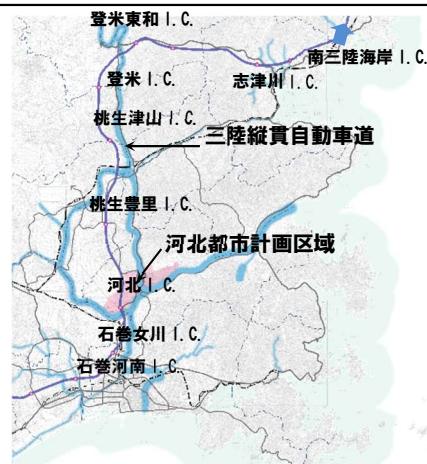 登米東和 I.C.
南三陸海岸 I.C.
登米 I.C.
志津川 I.C.
桃生津山 I.C.
三陸縦貫自動車道
桃生豊里 I.C.
河北都市計画区域
河北 I.C.
石巻女川 I.C.
石巻河南 I.C.